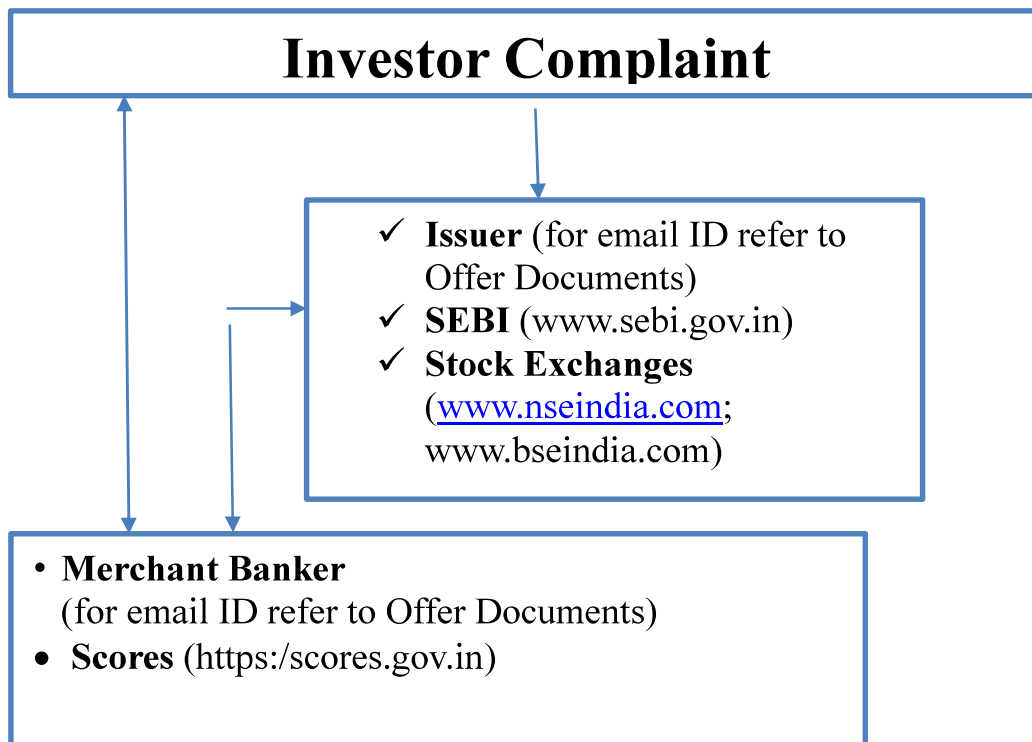 Investor Complaint
✓ Issuer (for email ID refer to
Offer Documents)
✓ SEBI (www.sebi.gov.in)
✓ Stock Exchanges
(www.nseindia.com;
www.bseindia.com)
• Merchant Banker
(for email ID refer to Offer Documents)
• Scores (https:/scores.gov.in)